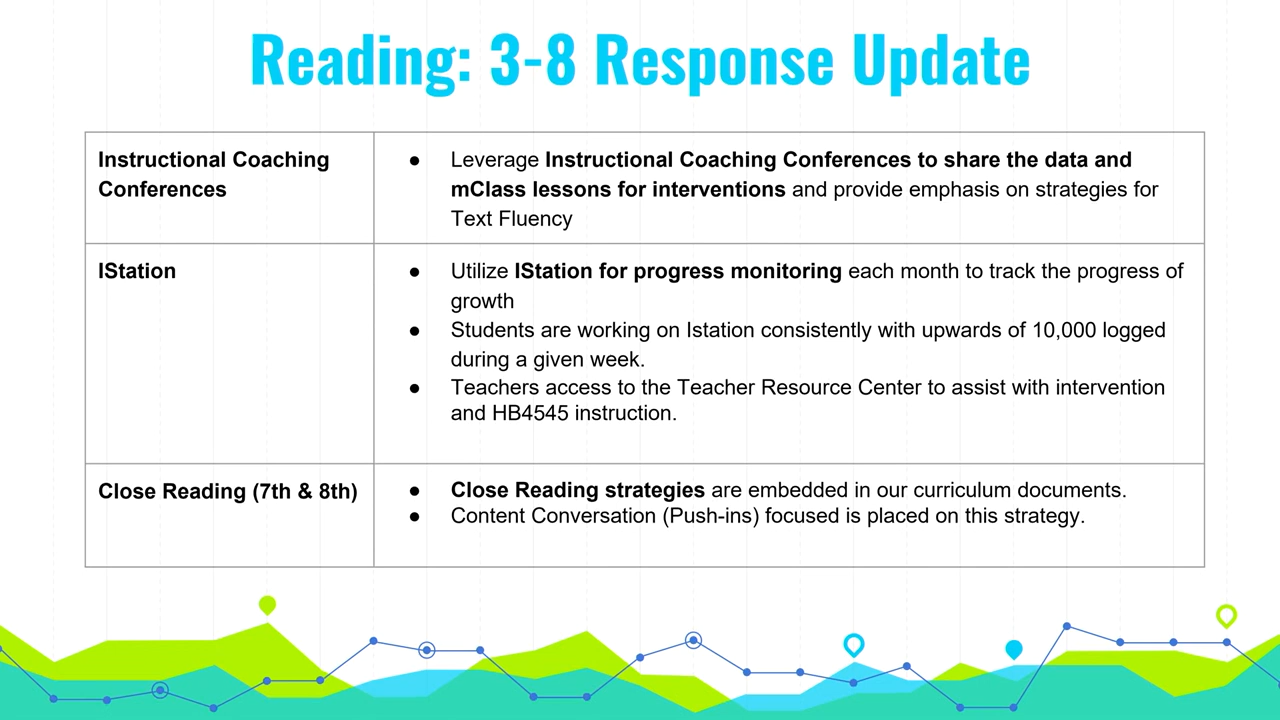 Reading: 3-8 Response Update
Instructional Coaching
Conferences
● Leverage Instructional Coaching Conferences to share the data and
mClass lessons for interventions and provide emphasis on strategies for
Text Fluency
IStation
● Utilize IStation for progress monitoring each month to track the progress of
growth
● Students are working on Istation consistently with upwards of 10,000 logged
during a given week.
● Teachers access to the Teacher Resource Center to assist with intervention
and HB4545 instruction.
Close Reading (7th & 8th)
● Close Reading strategies are embedded in our curriculum documents.
● Content Conversation (Push-ins) focused is placed on this strategy.